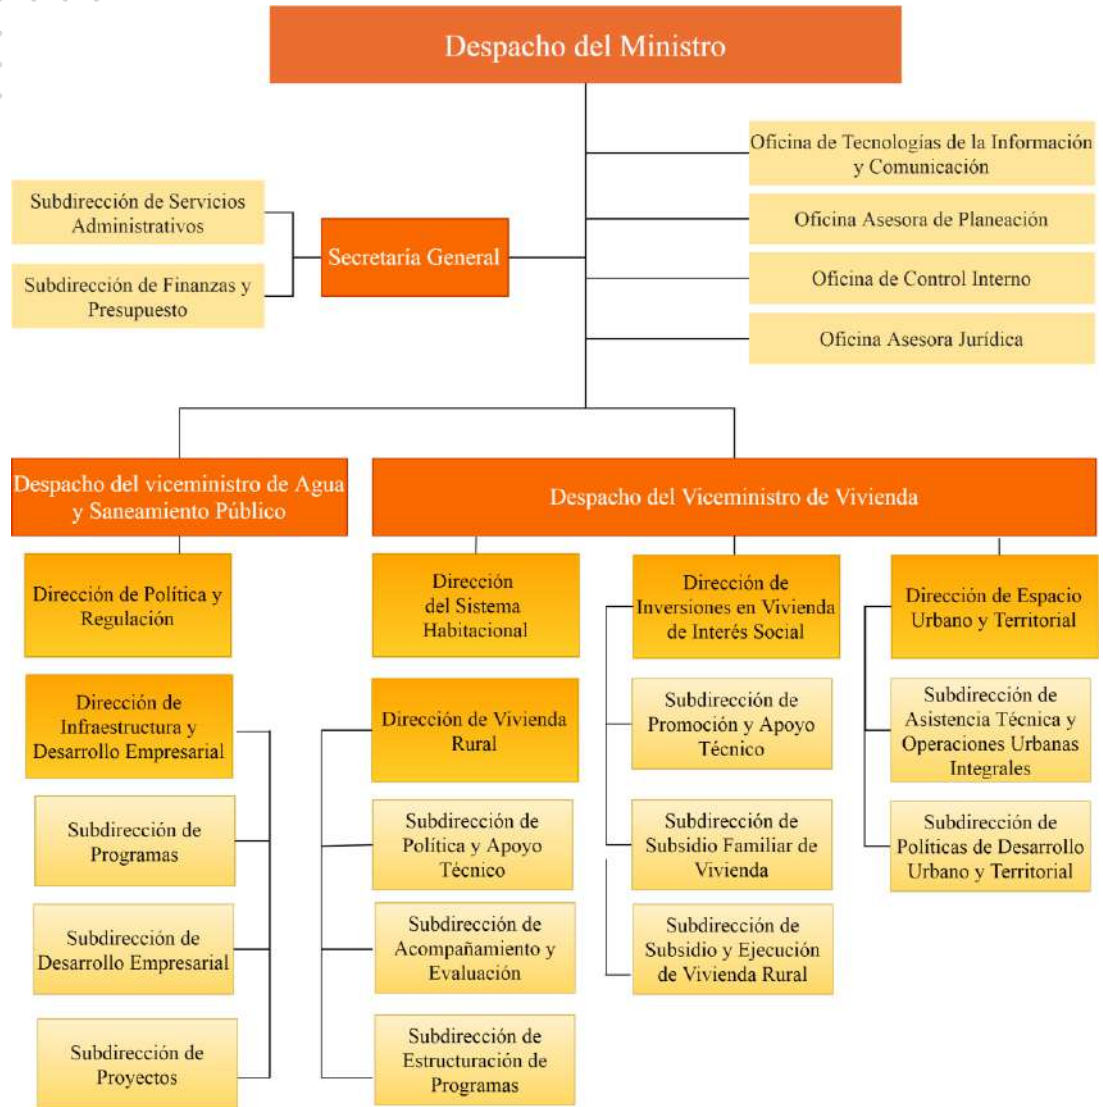 Despacho del Ministro
Oficina de Tecnologías de la Información
y Comunicación
Oficina Asesora de Planeación
Oficina de Control Interno
Oficina Asesora Jurídica
Secretaría General
Subdirección de Servicios
Administrativos
Subdirección de Finanzas y
Presupuesto
Despacho del viceministro de Agua
y Saneamiento Público
Dirección de Política y
Regulación
Dirección de
Infraestructura y
Desarrollo Empresarial
Subdirección de
Programas
Subdirección de
Desarrollo Empresarial
Subdirección de
Proyectos
Despacho del Viceministro de Vivienda
Dirección
del Sistema
Habitacional
Dirección de Vivienda
Rural
Subdirección de
Política y Apoyo
Técnico
Subdirección de
Acompañamiento y
Evaluación
Subdirección de
Estructuración de
Programas
Dirección de
Inversiones en Vivienda
de Interés Social
Subdirección de
Promoción y Apoyo
Técnico
Subdirección de
Subsidio Familiar de
Vivienda
Subdirección de
Subsidio y Ejecución
de Vivienda Rural
Dirección de Espacio
Urbano y Territorial
Subdirección de
Asistencia Técnica y
Operaciones Urbanas
Integrales
Subdirección de
Políticas de Desarrollo
Urbano y Territorial